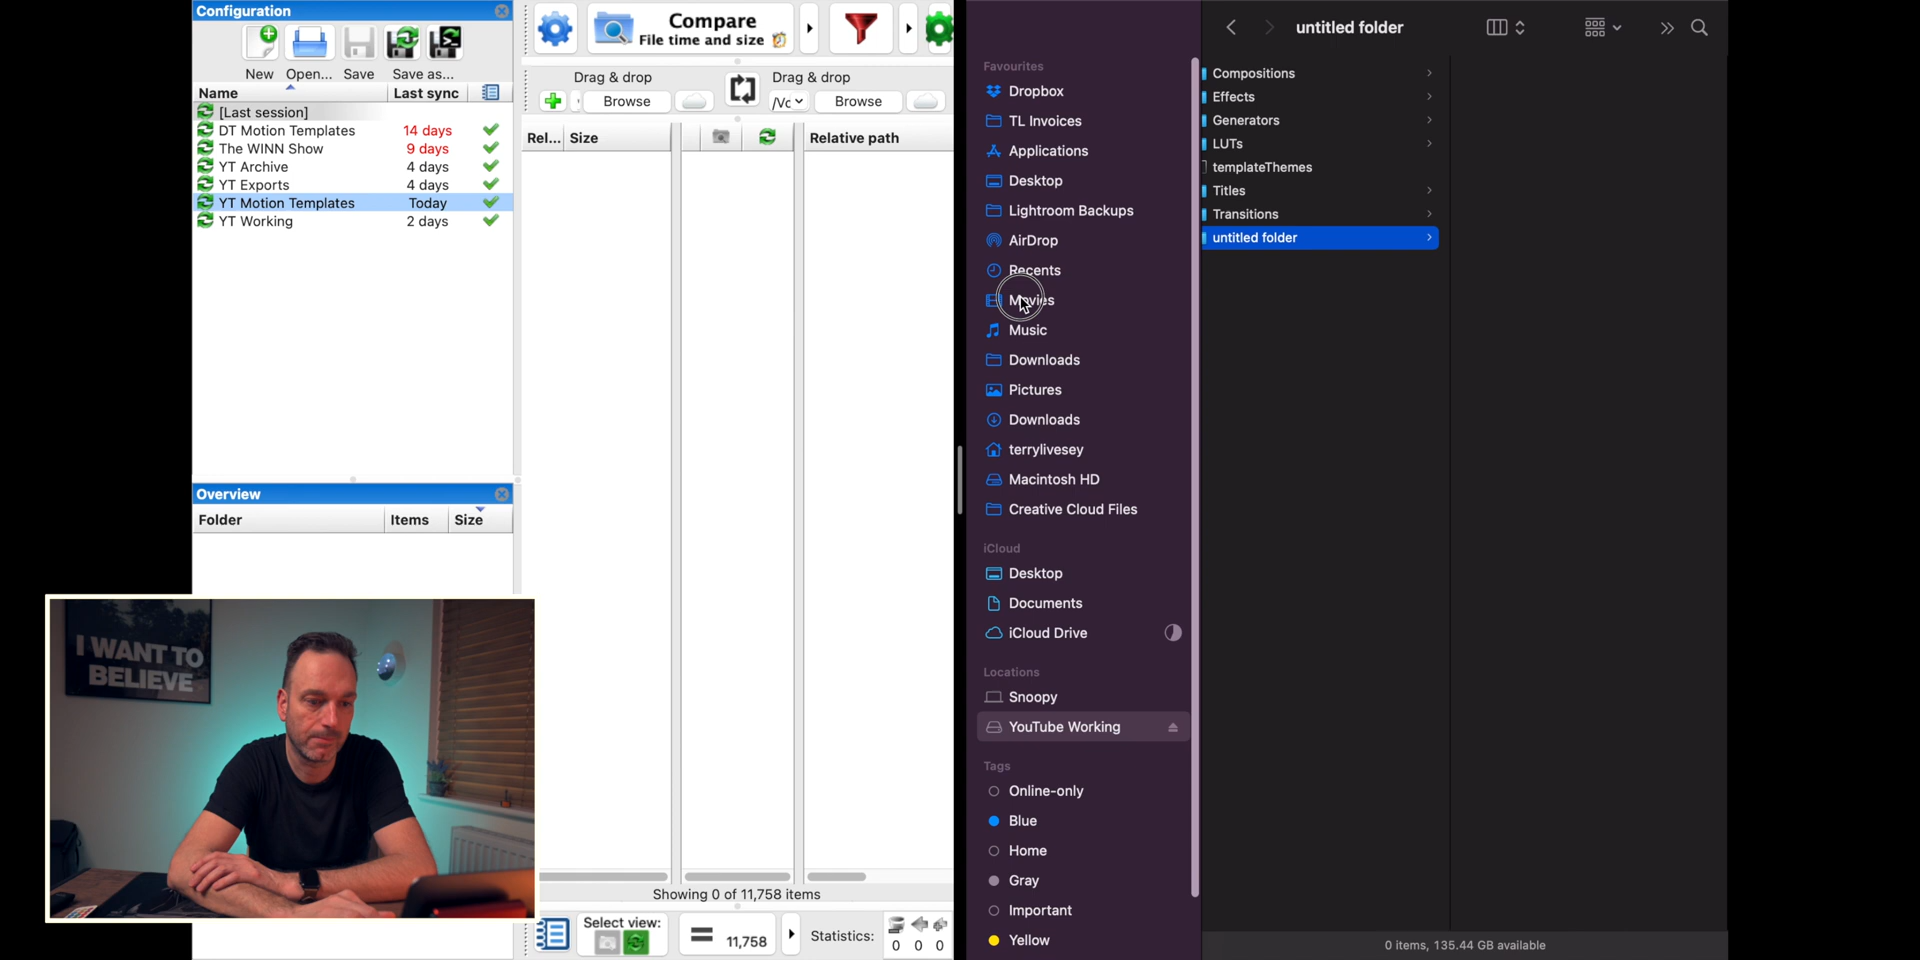 Configuration
New Open... Save Save as...
Name Last sync
[Last session]
DT Motion Templates 14 days
The WINN Show 9 days
YT Archive 4 days
YT Exports 4 days
YT Motion Templates Today
YT Working 2 days
Overview
Folder Items Size
I WANT TO
BELIEVE
Compare
File time and size
Drag & drop
Browse
Drag & drop
/Vc Browse
Rel... Size
Relative path
Showing 0 of 11,758 items
Select view:
11,758
Statistics:
0 0 0
Favourites
Dropbox
TL Invoices
Applications
Desktop
Lightroom Backups
AirDrop
Recents
Movies
Music
Downloads
Pictures
Downloads
terrylivesey
Macintosh HD
Creative Cloud Files
iCloud
Desktop
Documents
iCloud Drive
Locations
Snoopy
YouTube Working
Tags
Online-only
Blue
Home
Gray
Important
Yellow
untitled folder
Compositions
Effects
Generators
LUTs
templateThemes
Titles
Transitions
untitled folder
0 items, 135.44 GB available